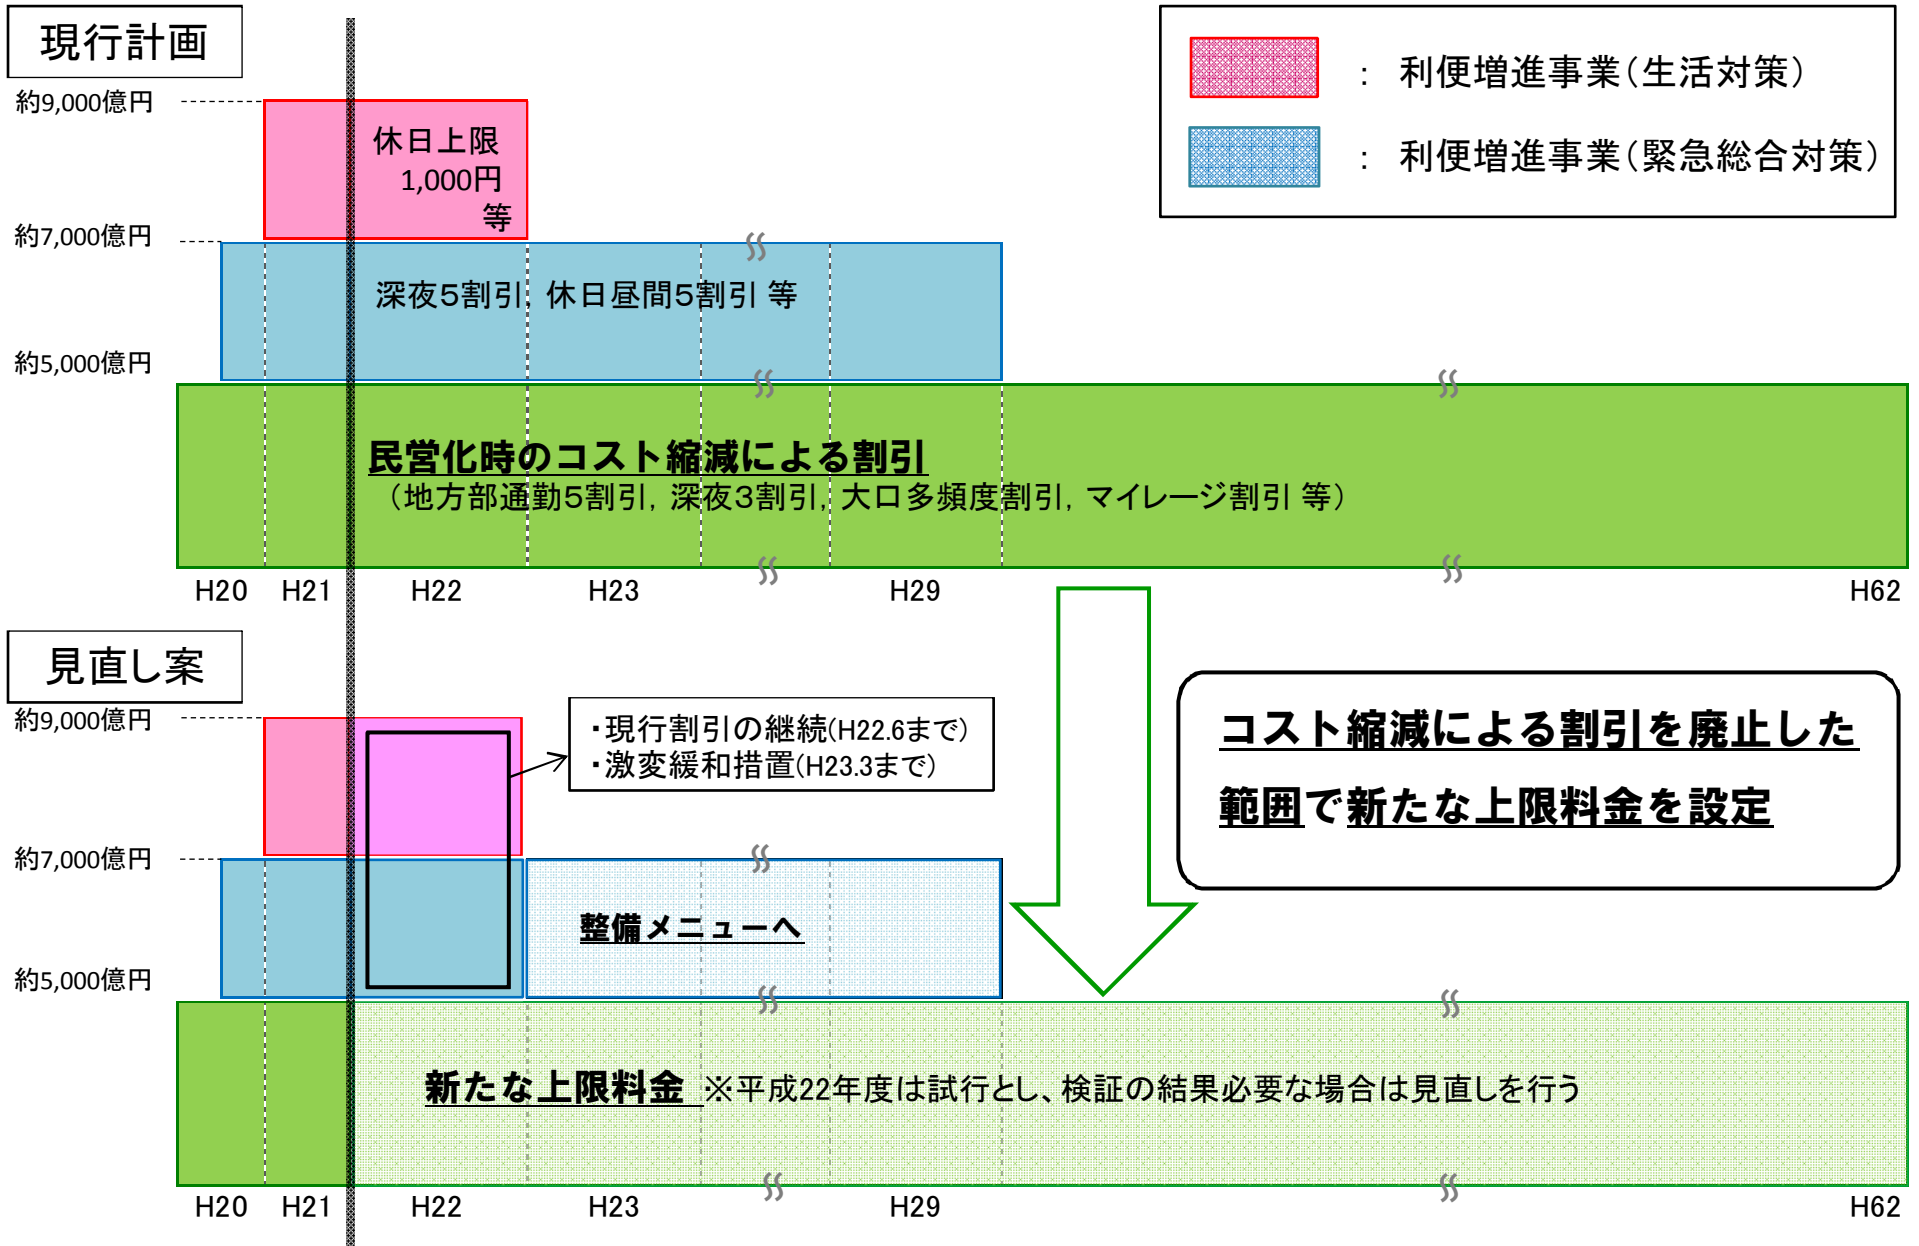 現行計画
約9,000億円
休日上限
1,000円
等
約7,000億円
深夜5割引, 休日昼間5割引 等
約5,000億円
民営化時のコスト縮減による割引
（地方部通勤5割引, 深夜3割引, 大口多頻度割引, マイレージ割引 等）
H20 H21 H22 H23 H29 H62
： 利便増進事業（生活対策）
： 利便増進事業（緊急総合対策）
見直し案
約9,000億円
・現行割引の継続(H22.6まで)
・激変緩和措置(H23.3まで)
コスト縮減による割引を廃止した
範囲で新たな上限料金を設定
約7,000億円
整備メニューへ
約5,000億円
新たな上限料金 ※平成22年度は試行とし、検証の結果必要な場合は見直しを行う
H20 H21 H22 H23 H29 H62